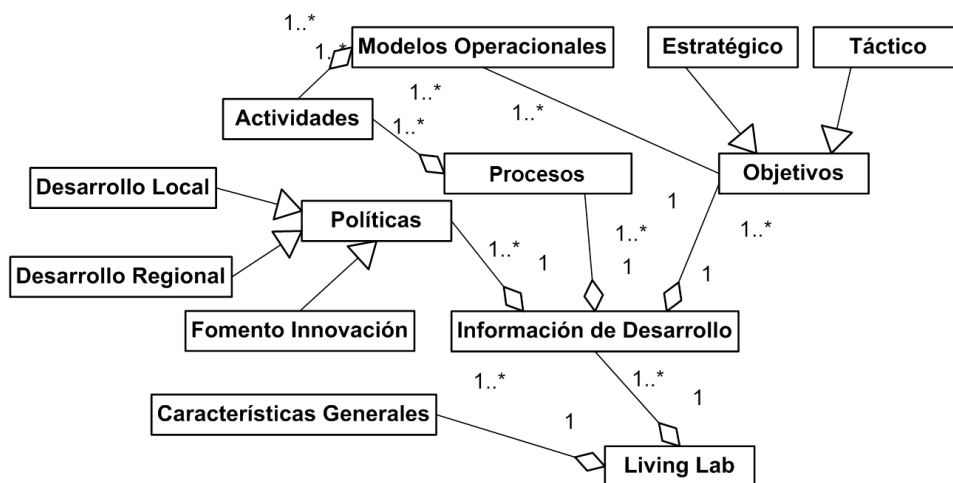 1..*
1..*
Modelos Operacionales
Estratégico
Táctico
1..*
1..*
Actividades
1..*
1..*
Procesos
Objetivos
Desarrollo Local
Políticas
1
1..*
1..*
1..*
1
1
1
Desarrollo Regional
Fomento Innovación
Información de Desarrollo
1..*
1..*
1
1
Características Generales
Living Lab